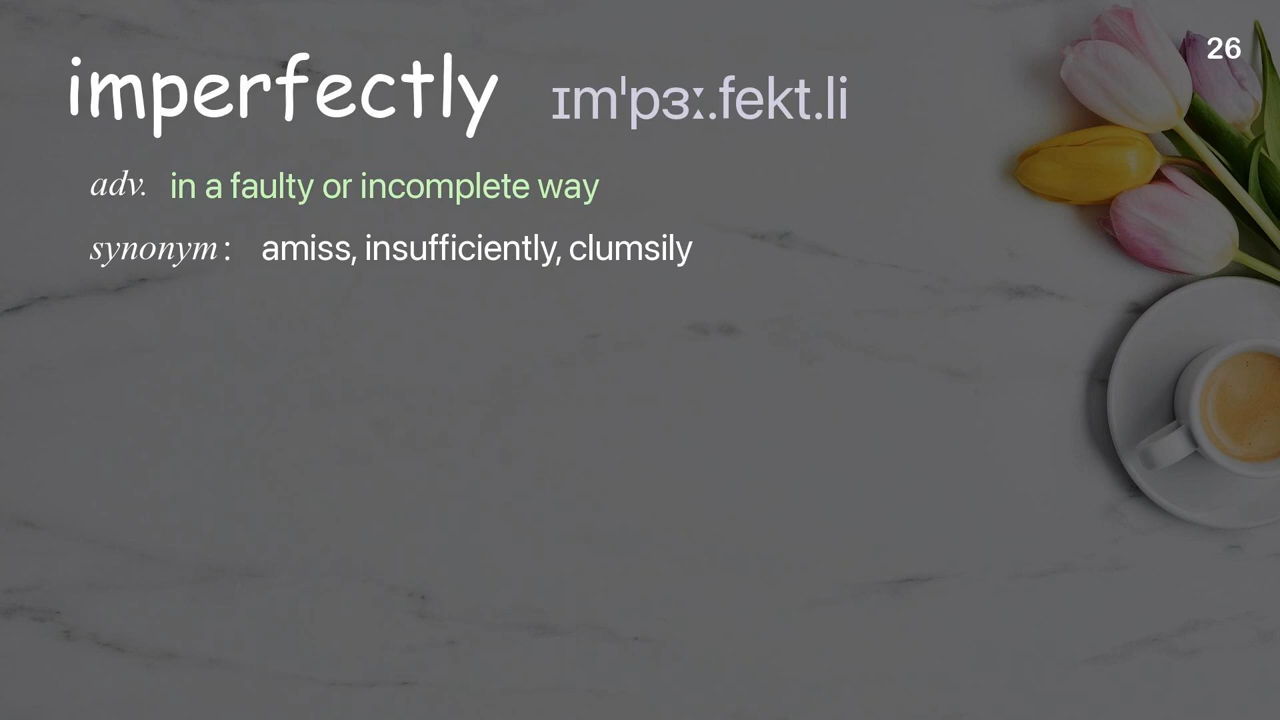 26
imperfectly ɪmˈpɜː.fekt.li
adv. in a faulty or incomplete way
synonym: amiss, insufficiently, clumsily